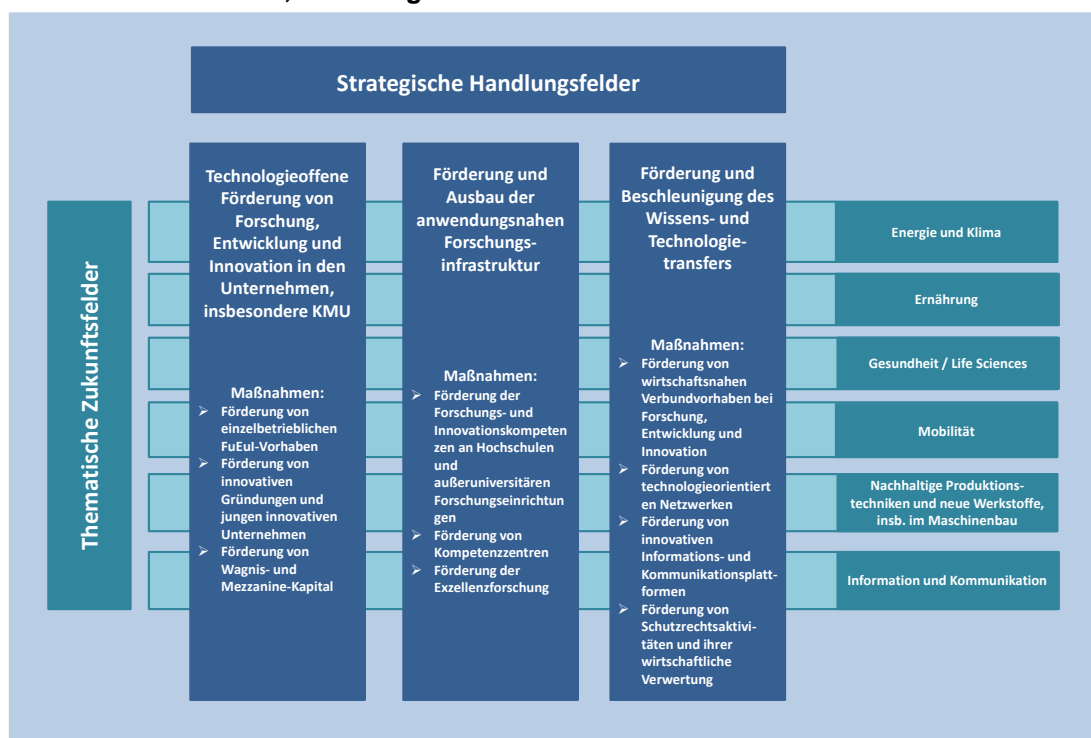 Strategische Handlungsfelder
Thematische Zukunftsfelder
Technologieoffene
Förderung von
Forschung,
Entwicklung und
Innovation in den
Unternehmen,
insbesondere KMU
Maßnahmen:
➢ Förderung von
einzelbetrieblichen
FuEuI-Vorhaben
➢ Förderung von
innovativen
Gründungen und
jungen innovativen
Unternehmen
➢ Förderung von
Wagnis- und
Mezzanine-Kapital
Förderung und
Ausbau der
anwendungsnahen
Forschungs-
infrastruktur
Maßnahmen:
➢ Förderung der
Forschungs- und
Innovationskompeten
zen an Hochschulen
und
außeruniversitären
Forschungseinrichtun
gen
➢ Förderung von
Kompetenzzentren
➢ Förderung der
Exzellenzforschung
Förderung und
Beschleunigung des
Wissens- und
Technologie-
transfers
Maßnahmen:
➢ Förderung von
wirtschaftsnahen
Verbundvorhaben bei
Forschung,
Entwicklung und
Innovation
➢ Förderung von
technologieorientiert
en Netzwerken
➢ Förderung von
innovativen
Informations- und
Kommunikationsplatt-
formen
➢ Förderung von
Schutzrechtsaktivi-
täten und ihrer
wirtschaftliche
Verwertung
Energie und Klima
Ernährung
Gesundheit / Life Sciences
Mobilität
Nachhaltige Produktions-
techniken und neue Werkstoffe,
insb. im Maschinenbau
Information und Kommunikation